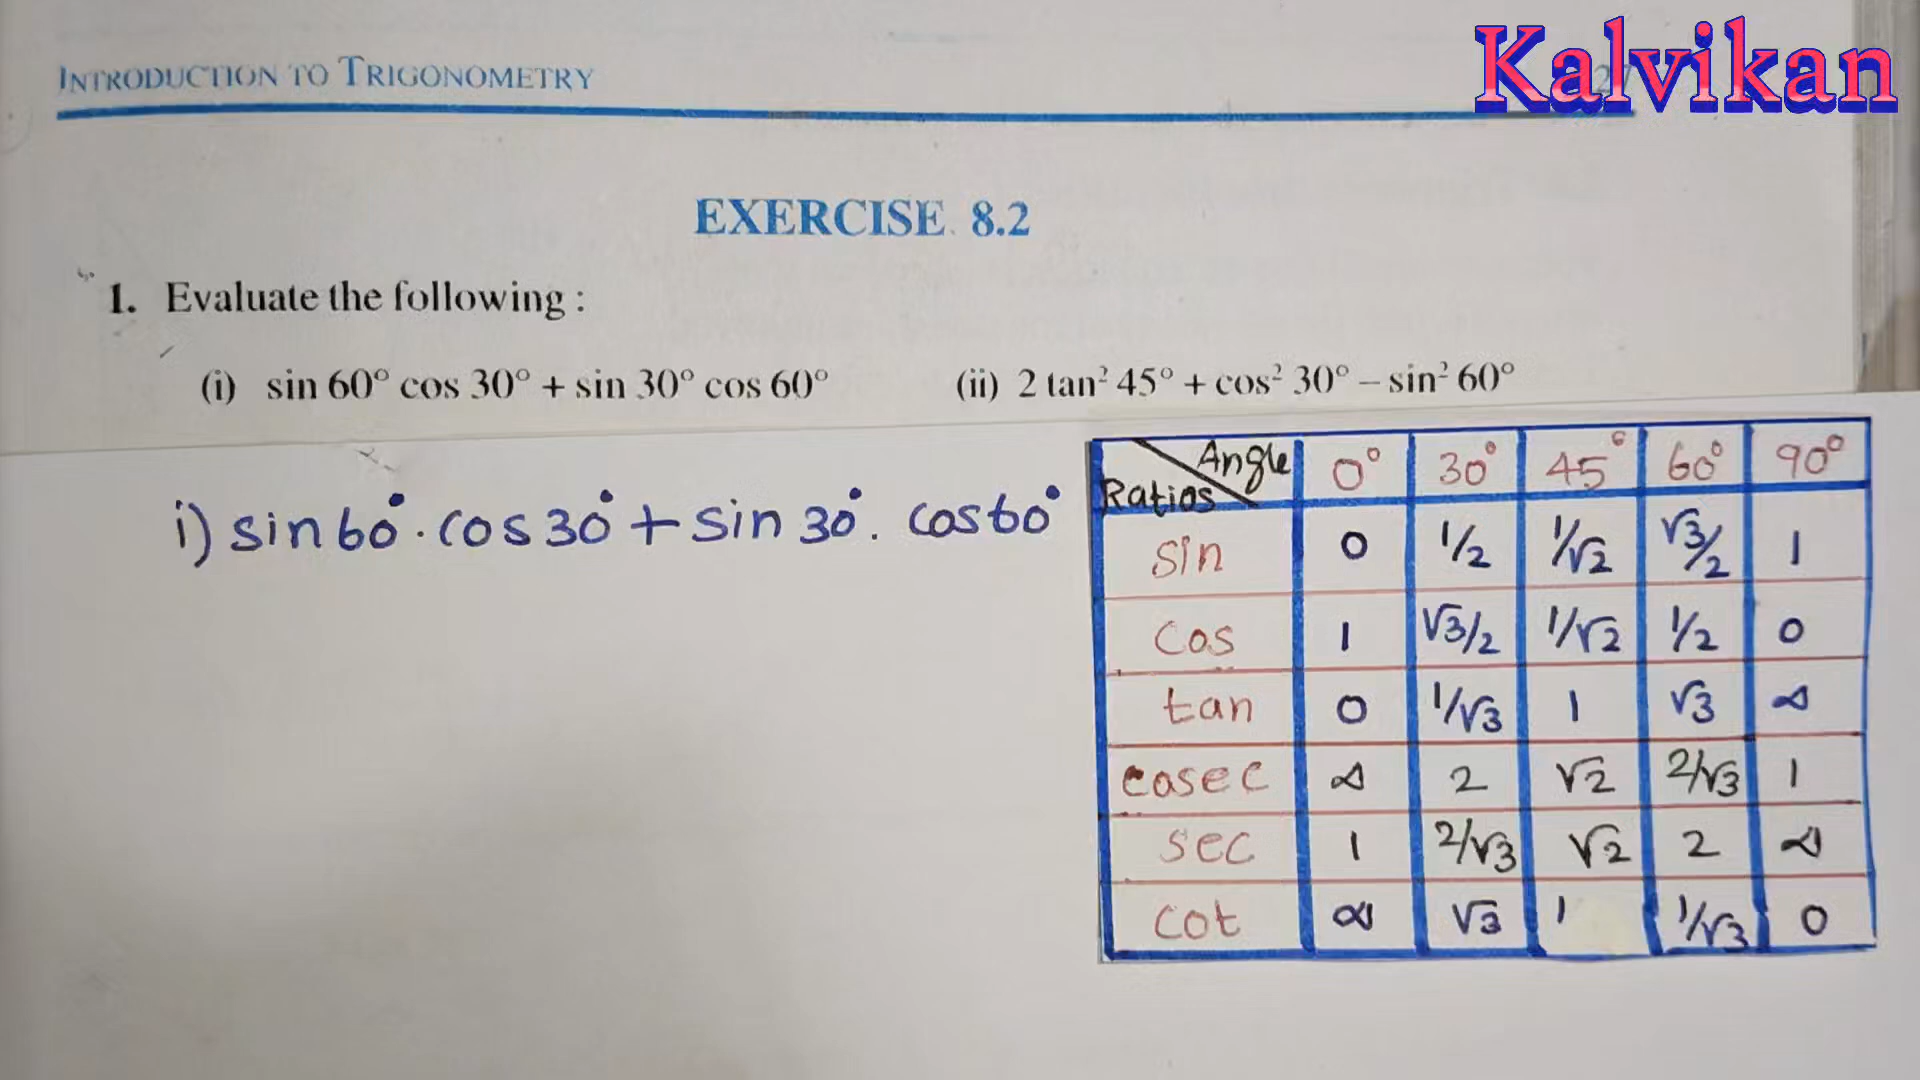 Kalvikan
INTRODUCTION TO TRIGONOMETRY
EXERCISE 8.2
1. Evaluate the following :
(i) sin 60° cos 30° + sin 30° cos 60° (ii) 2 tan² 45° + cos² 30° – sin² 60°
i) sin 60° . cos 30° + sin 30° . cos 60°
Angle
Ratios 0° 30° 45° 60° 90°
sin 0 1/2 1/√2 √3/2 1
cos 1 √3/2 1/√2 1/2 0
tan 0 1/√3 1 √3 ∞
cosec ∞ 2 √2 2/√3 1
sec 1 2/√3 √2 2 ∞
cot ∞ √3 1 1/√3 0